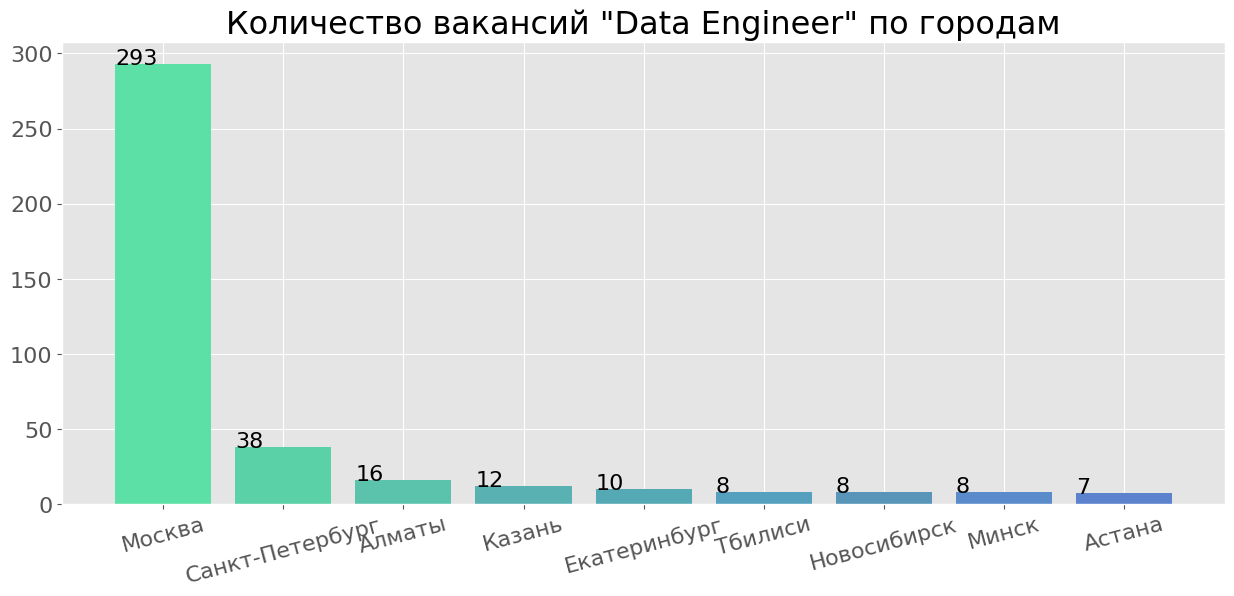 Количество вакансий "Data Engineer" по городам
300
250
200
150
100
50
0
293
38
16
12
10
8
8
8
7
Москва
Санкт-Петербург
Алматы
Казань
Екатеринбург
Тбилиси
Новосибирск
Минск
Астана